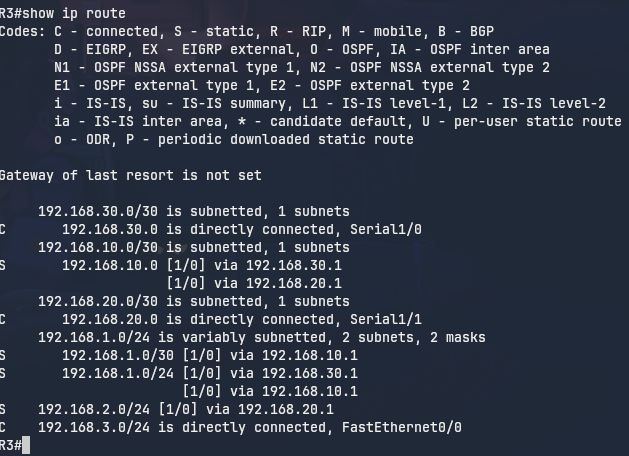 R3#show ip route
Codes: C - connected, S - static, R - RIP, M - mobile, B - BGP
D - EIGRP, EX - EIGRP external, O - OSPF, IA - OSPF inter area
N1 - OSPF NSSA external type 1, N2 - OSPF NSSA external type 2
E1 - OSPF external type 1, E2 - OSPF external type 2
i - IS-IS, su - IS-IS summary, L1 - IS-IS level-1, L2 - IS-IS level-2
ia - IS-IS inter area, * - candidate default, U - per-user static route
o - ODR, P - periodic downloaded static route
Gateway of last resort is not set
192.168.30.0/30 is subnetted, 1 subnets
C 192.168.30.0 is directly connected, Serial1/0
192.168.10.0/30 is subnetted, 1 subnets
S 192.168.10.0 [1/0] via 192.168.30.1
[1/0] via 192.168.20.1
192.168.20.0/30 is subnetted, 1 subnets
C 192.168.20.0 is directly connected, Serial1/1
192.168.1.0/24 is variably subnetted, 2 subnets, 2 masks
S 192.168.1.0/30 [1/0] via 192.168.10.1
S 192.168.1.0/24 [1/0] via 192.168.30.1
[1/0] via 192.168.10.1
S 192.168.2.0/24 [1/0] via 192.168.20.1
C 192.168.3.0/24 is directly connected, FastEthernet0/0
R3#